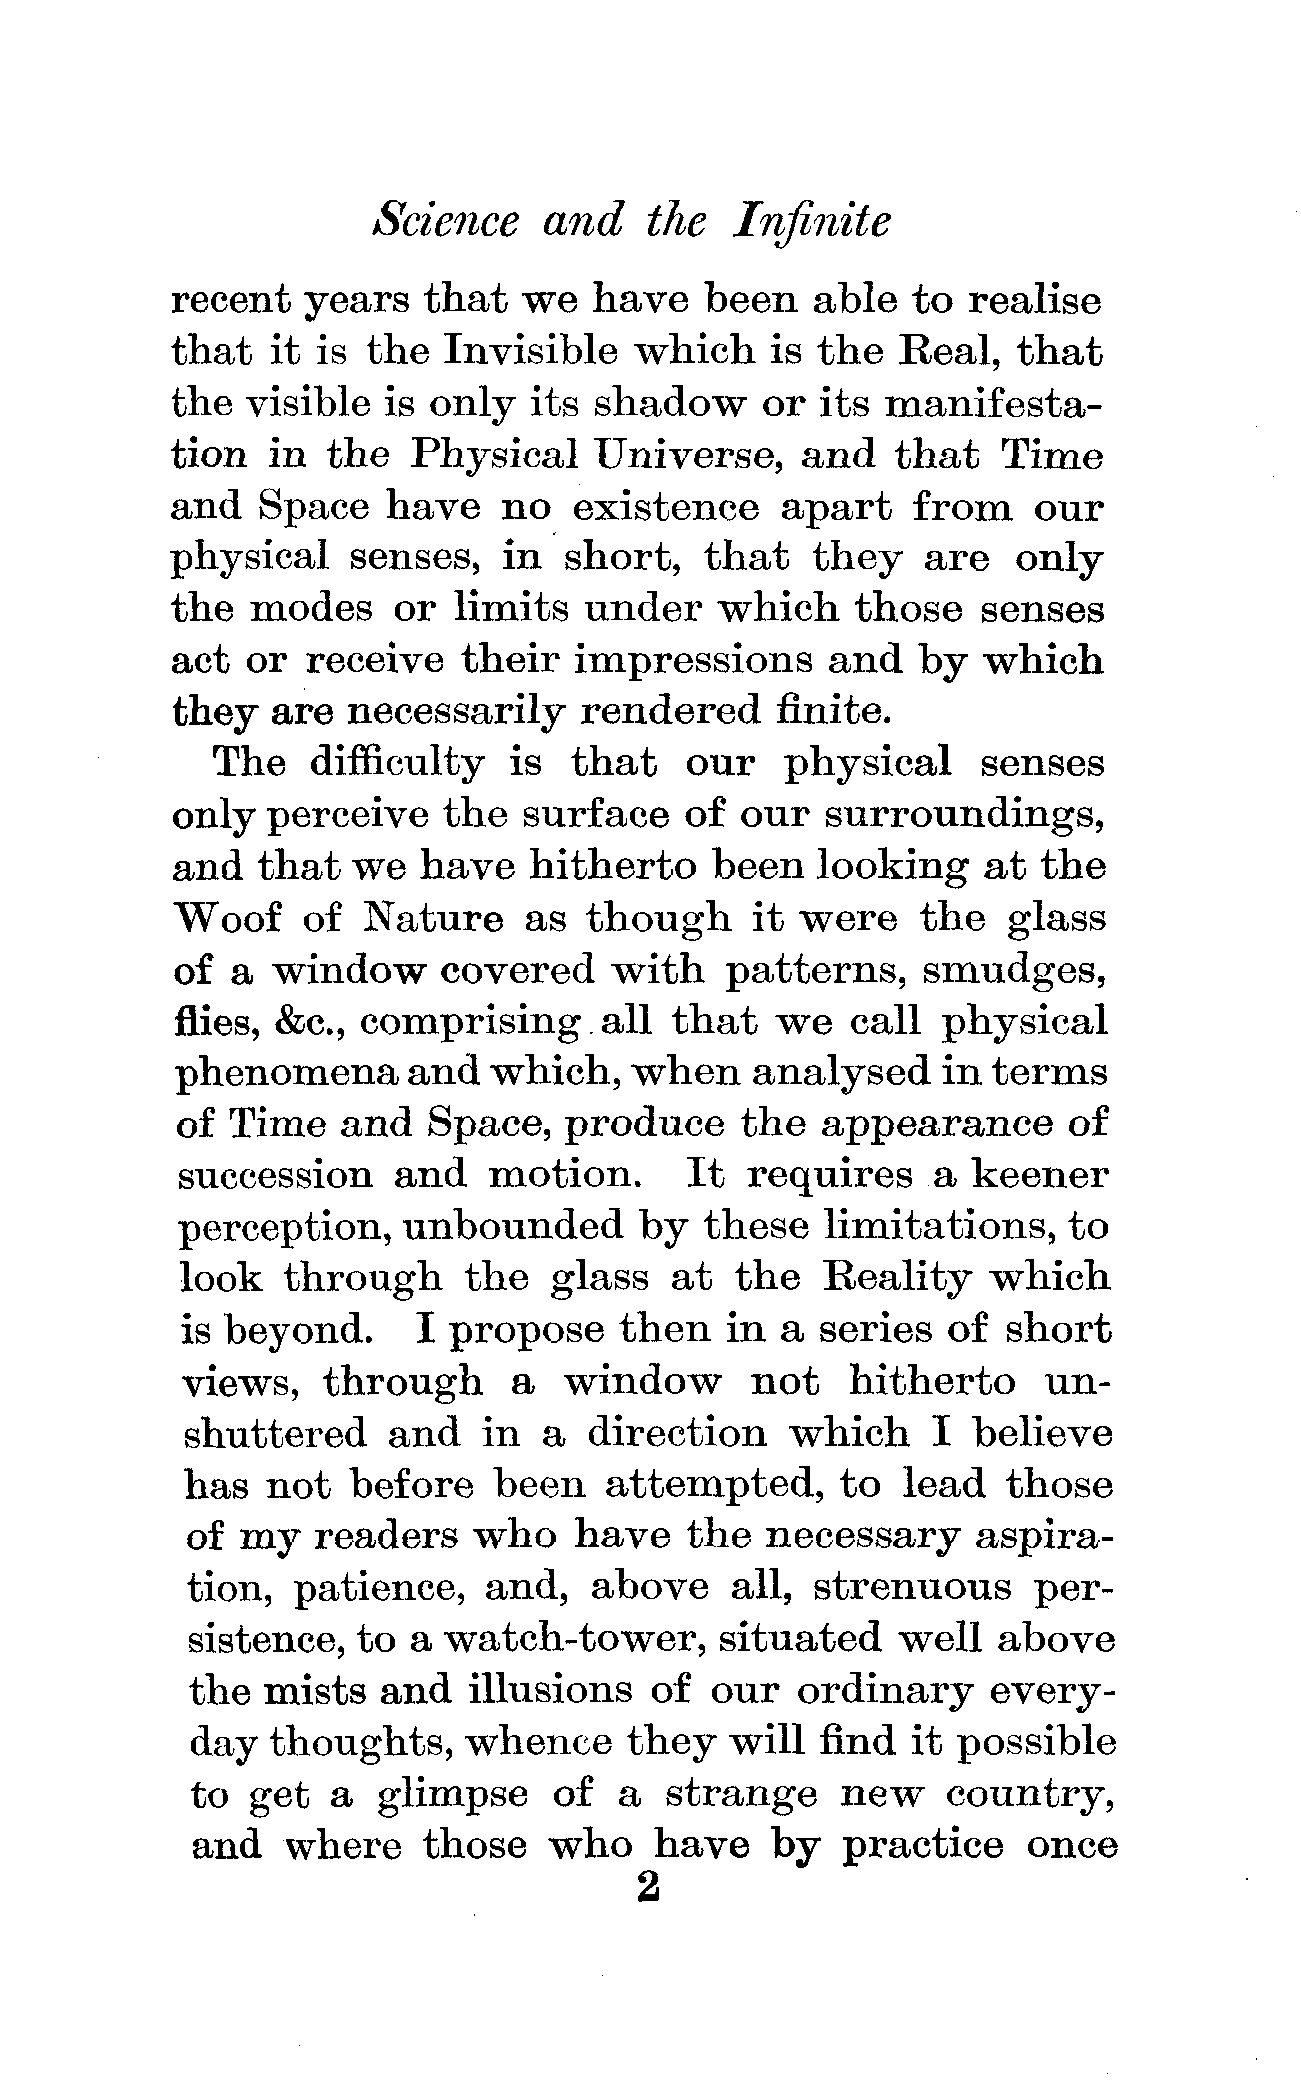 Science and the Infinite
recent years that we have been able to realise
that it is the Invisible which is the Real, that
the visible is only its shadow or its manifesta-
tion in the Physical Universe, and that Time
and Space have no existence apart from our
physical senses, in short, that they are only
the modes or limits under which those senses
act or receive their impressions and by which
they are necessarily rendered finite.
The difficulty is that our physical senses
only perceive the surface of our surroundings,
and that we have hitherto been looking at the
Woof of Nature as though it were the glass
of a window covered with patterns, smudges,
flies, &c., comprising all that we call physical
phenomena and which, when analysed in terms
of Time and Space, produce the appearance of
succession and motion. It requires a keener
perception, unbounded by these limitations, to
look through the glass at the Reality which
is beyond. I propose then in a series of short
views, through a window not hitherto un-
shuttered and in a direction which I believe
has not before been attempted, to lead those
of my readers who have the necessary aspira-
tion, patience, and, above all, strenuous per-
sistence, to a watch-tower, situated well above
the mists and illusions of our ordinary every-
day thoughts, whence they will find it possible
to get a glimpse of a strange new country,
and where those who have by practice once
2